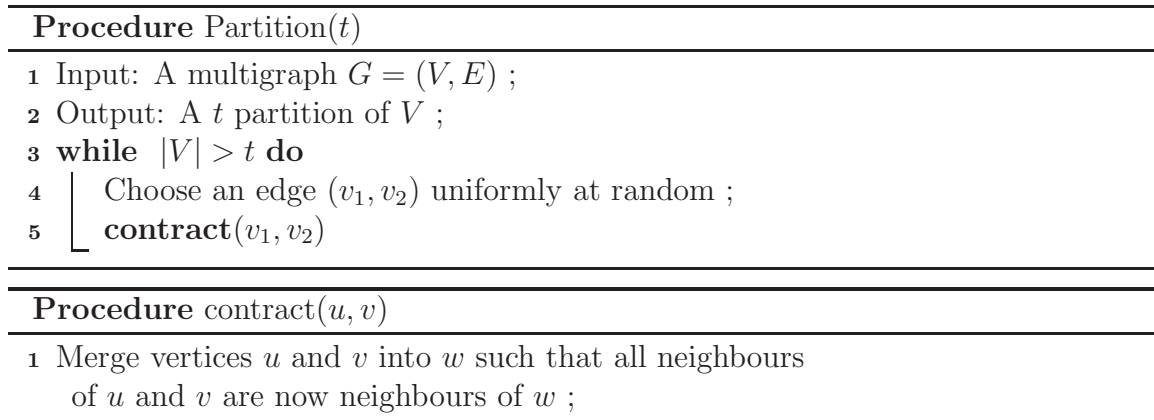 Procedure Partition(t)
1 Input: A multigraph G = (V, E) ;
2 Output: A t partition of V ;
3 while |V| > t do
4 Choose an edge (v₁, v₂) uniformly at random ;
5 contract(v₁, v₂)
Procedure contract(u, v)
1 Merge vertices u and v into w such that all neighbours
of u and v are now neighbours of w ;